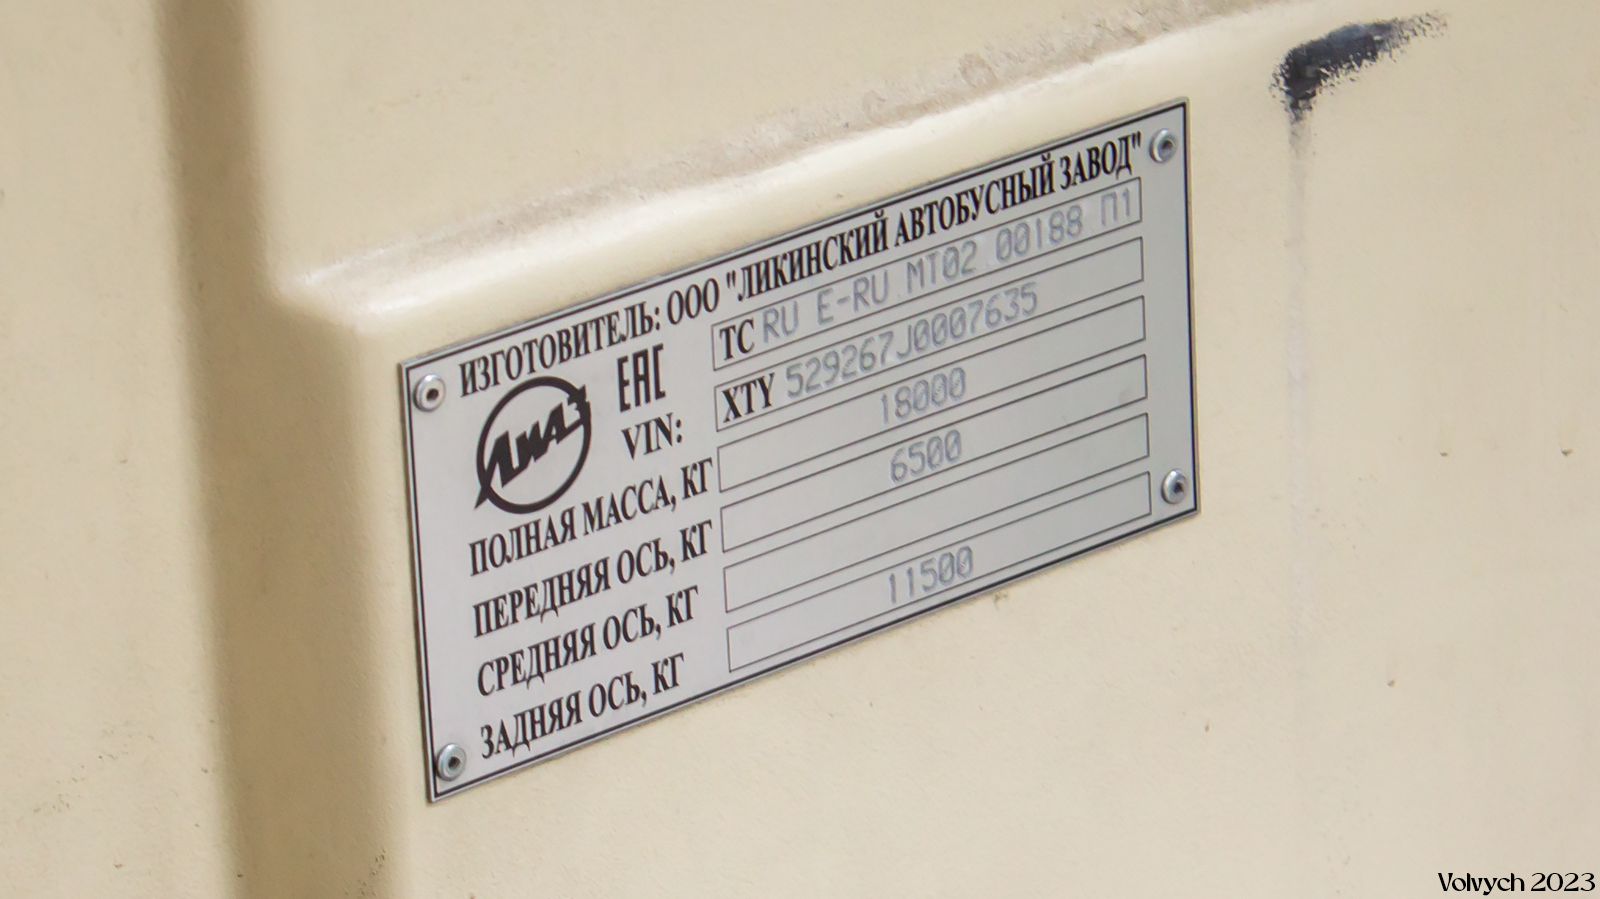 ИЗГОТОВИТЕЛЬ: ООО "ЛИКИНСКИЙ АВТОБУСНЫЙ ЗАВОД"
ЛиАЗ
ЕАС
ТС RU E-RU.МТ02.00188 П1
VIN: XTY 529267J0007635
ПОЛНАЯ МАССА, КГ 18000
ПЕРЕДНЯЯ ОСЬ, КГ 6500
СРЕДНЯЯ ОСЬ, КГ
ЗАДНЯЯ ОСЬ, КГ 11500
Volvych 2023